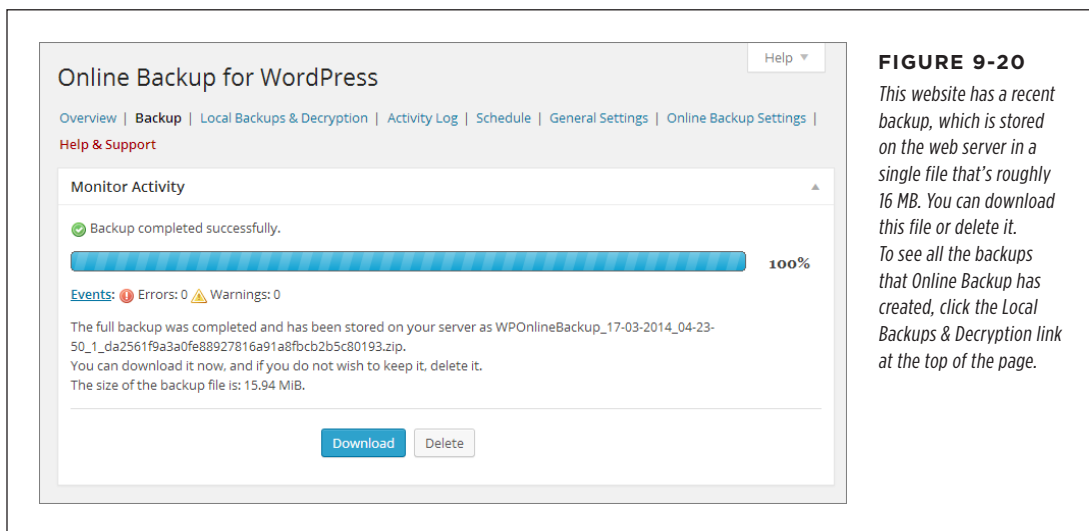 Help
Online Backup for WordPress
Overview | Backup | Local Backups & Decryption | Activity Log | Schedule | General Settings | Online Backup Settings |
Help & Support
Monitor Activity
Backup completed successfully.
100%
Events: Errors: 0 Warnings: 0
The full backup was completed and has been stored on your server as WPOnlineBackup_17-03-2014_04-23-
50_1_da2561f9a3a0fe88927816a91a8fbcb2b5c80193.zip.
You can download it now, and if you do not wish to keep it, delete it.
The size of the backup file is: 15.94 MiB.
Download Delete
FIGURE 9-20
This website has a recent
backup, which is stored
on the web server in a
single file that's roughly
16 MB. You can download
this file or delete it.
To see all the backups
that Online Backup has
created, click the Local
Backups & Decryption link
at the top of the page.